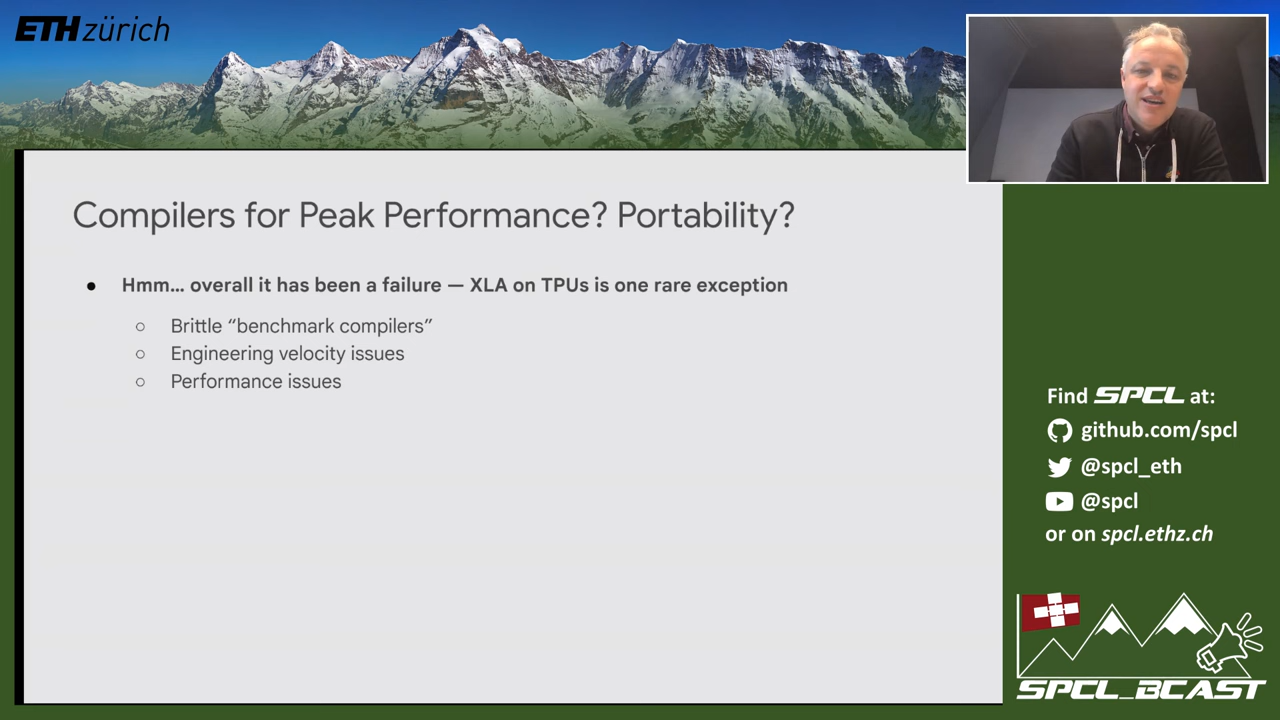 ETH zürich
Compilers for Peak Performance? Portability?
● Hmm… overall it has been a failure — XLA on TPUs is one rare exception
○ Brittle “benchmark compilers”
○ Engineering velocity issues
○ Performance issues
Find SPCL at:
github.com/spcl
@spcl_eth
@spcl
or on spcl.ethz.ch
SPCL_BCAST